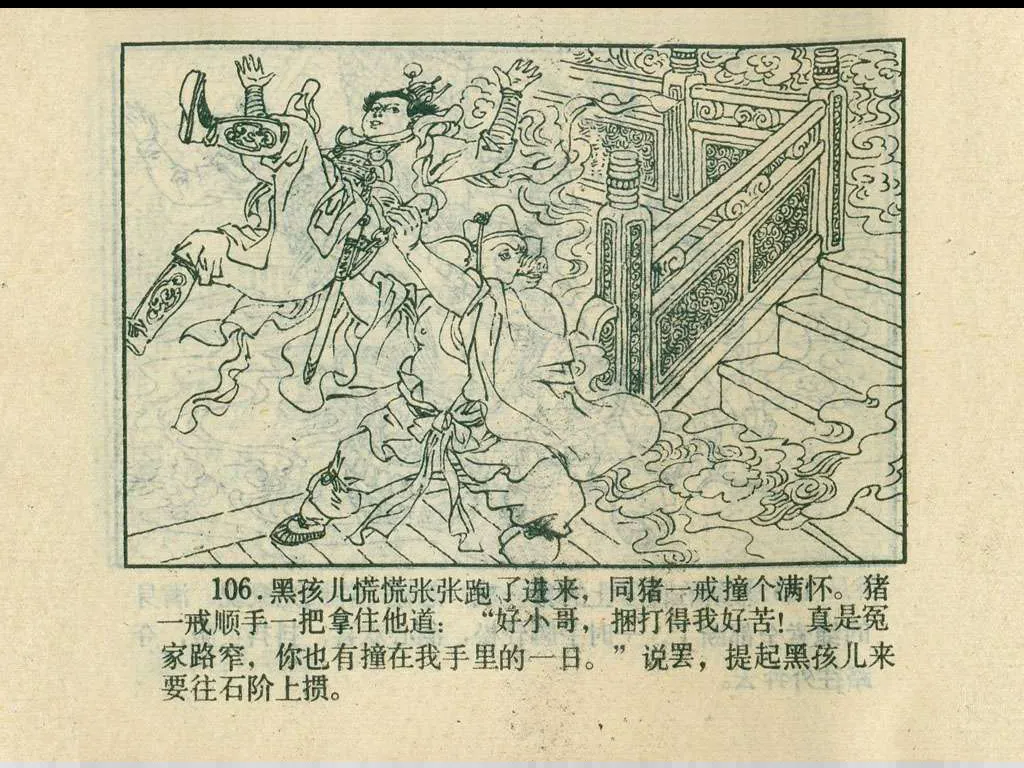 106.黑孩儿慌慌张张跑了进来，同猪一戒撞个满怀。猪
一戒顺手一把拿住他道：“好小哥，捆打得我好苦！真是冤
家路窄，你也有撞在我手里的一日。”说罢，提起黑孩儿来
要往石阶上掼。